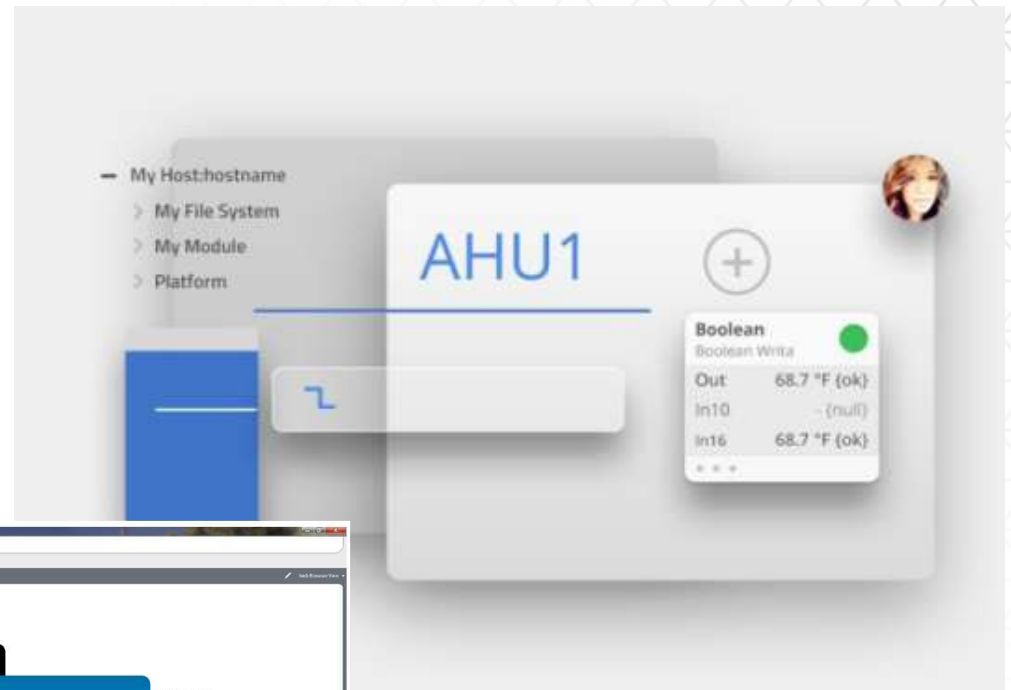 My Host:hostname
My File System
My Module
Platform
AHU1
Boolean
Boolean Writa
Out 68.7 °F {ok}
In10 - {null}
In16 68.7 °F {ok}